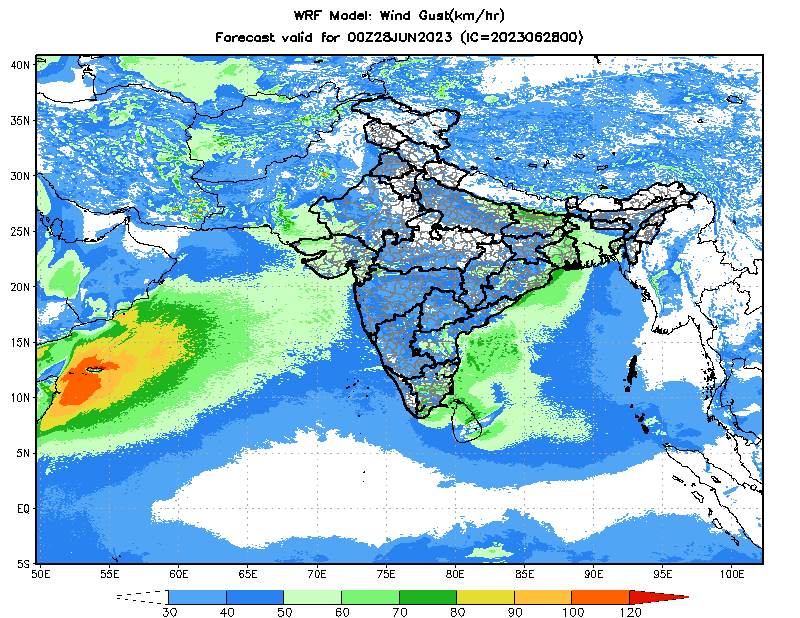 WRF Model: Wind Gust(km/hr)
Forecast valid for 00Z28JUN2023 (IC=2023062800)
40N
35N
30N
25N
20N
15N
10N
5N
EQ
5S
50E 55E 60E 65E 70E 75E 80E 85E 90E 95E 100E
30 40 50 60 70 80 90 100 120